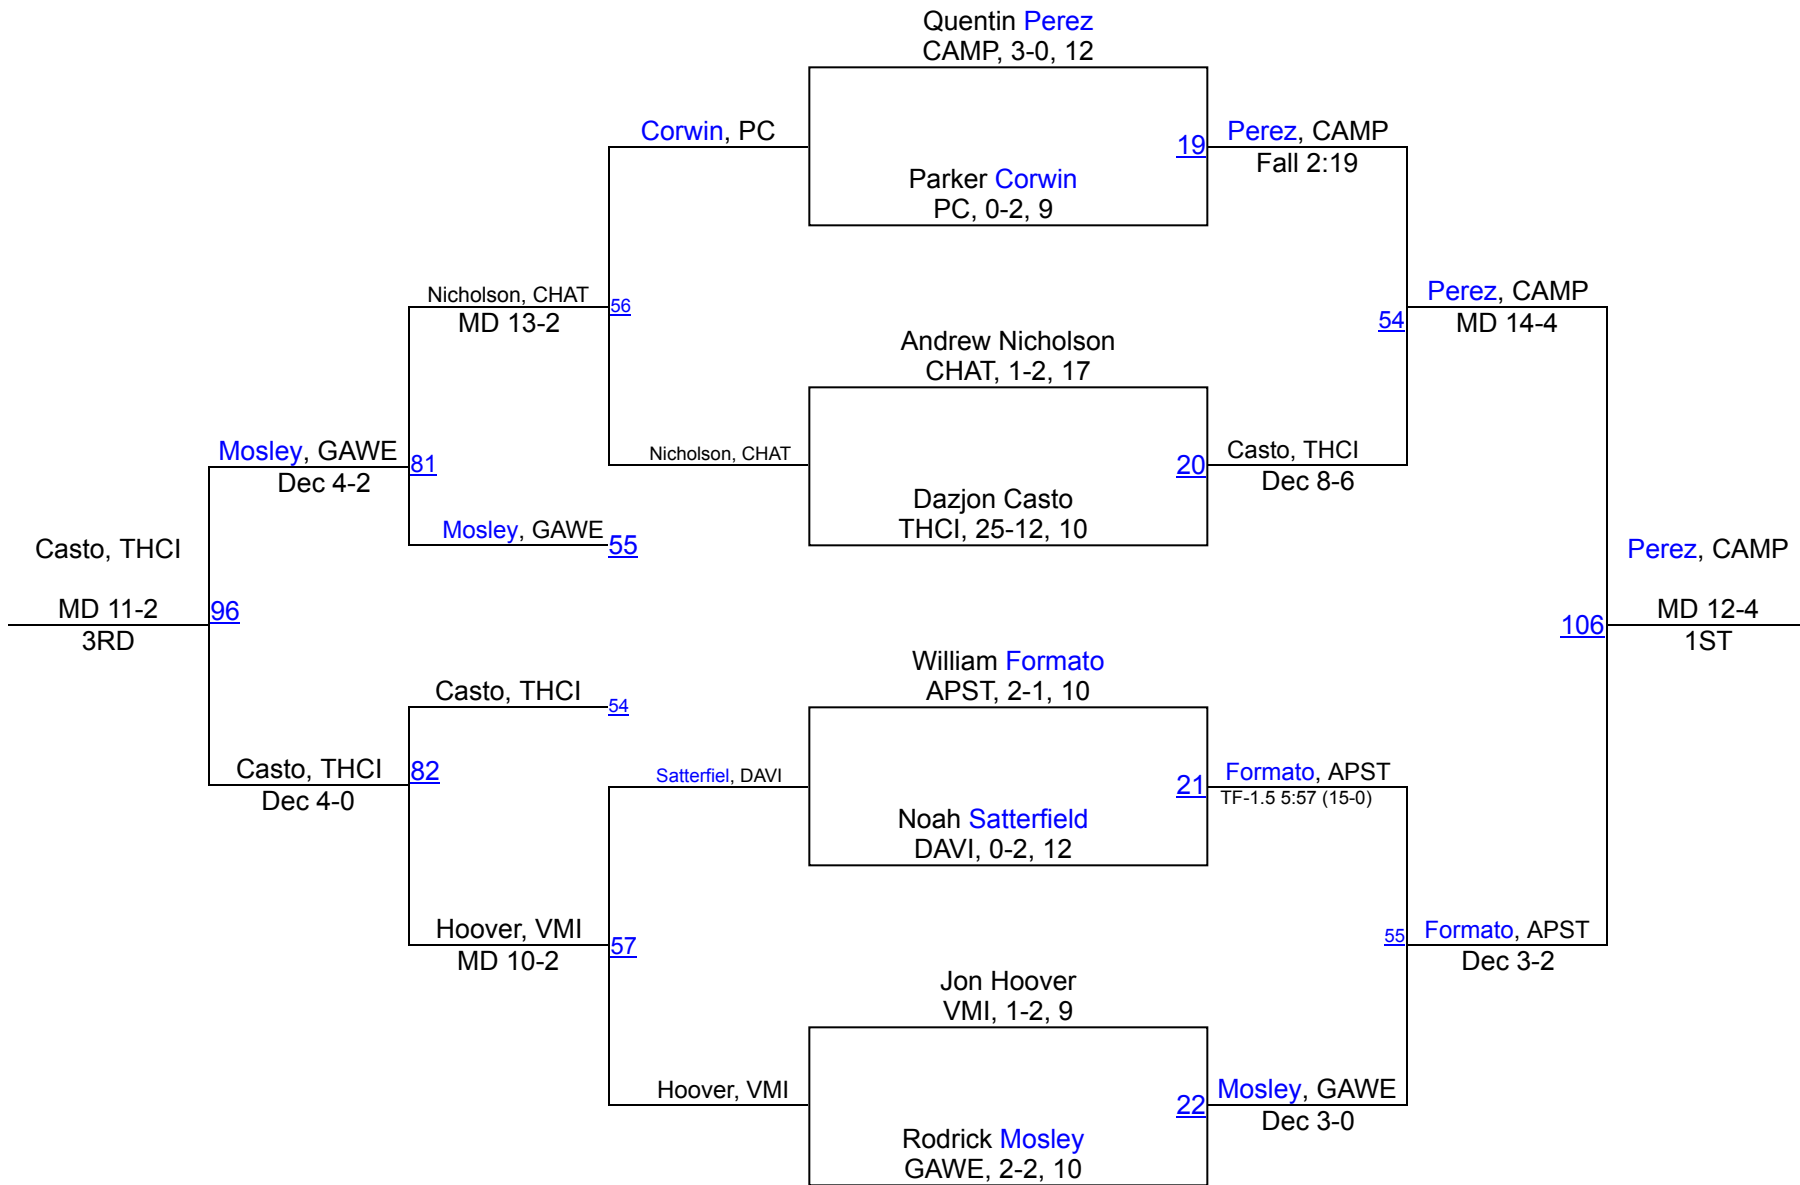 Quentin Perez
CAMP, 3-0, 12
Corwin, PC
19
Perez, CAMP
Fall 2:19
Parker Corwin
PC, 0-2, 9
Nicholson, CHAT
MD 13-2
56
54
Perez, CAMP
MD 14-4
Andrew Nicholson
CHAT, 1-2, 17
Mosley, GAWE
Dec 4-2
81
Nicholson, CHAT
20
Casto, THCI
Dec 8-6
Dazjon Casto
THCI, 25-12, 10
Mosley, GAWE
55
Casto, THCI
MD 11-2
3RD
96
Perez, CAMP
106
MD 12-4
1ST
William Formato
APST, 2-1, 10
Casto, THCI
54
Casto, THCI
Dec 4-0
82
Satterfiel, DAVI
21
Formato, APST
TF-1.5 5:57 (15-0)
Noah Satterfield
DAVI, 0-2, 12
Hoover, VMI
MD 10-2
57
55
Formato, APST
Dec 3-2
Jon Hoover
VMI, 1-2, 9
Hoover, VMI
22
Mosley, GAWE
Dec 3-0
Rodrick Mosley
GAWE, 2-2, 10